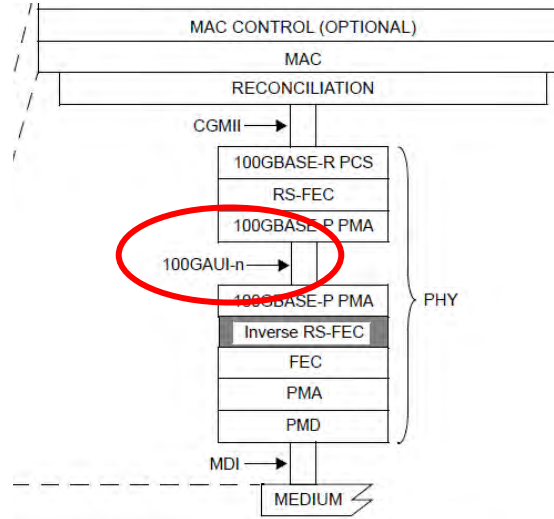 MAC CONTROL (OPTIONAL)
MAC
RECONCILIATION
CGMII
100GBASE-R PCS
RS-FEC
100GBASE-P PMA
100GAUI-n
100GBASE-P PMA
PHY
Inverse RS-FEC
FEC
PMA
PMD
MDI
MEDIUM